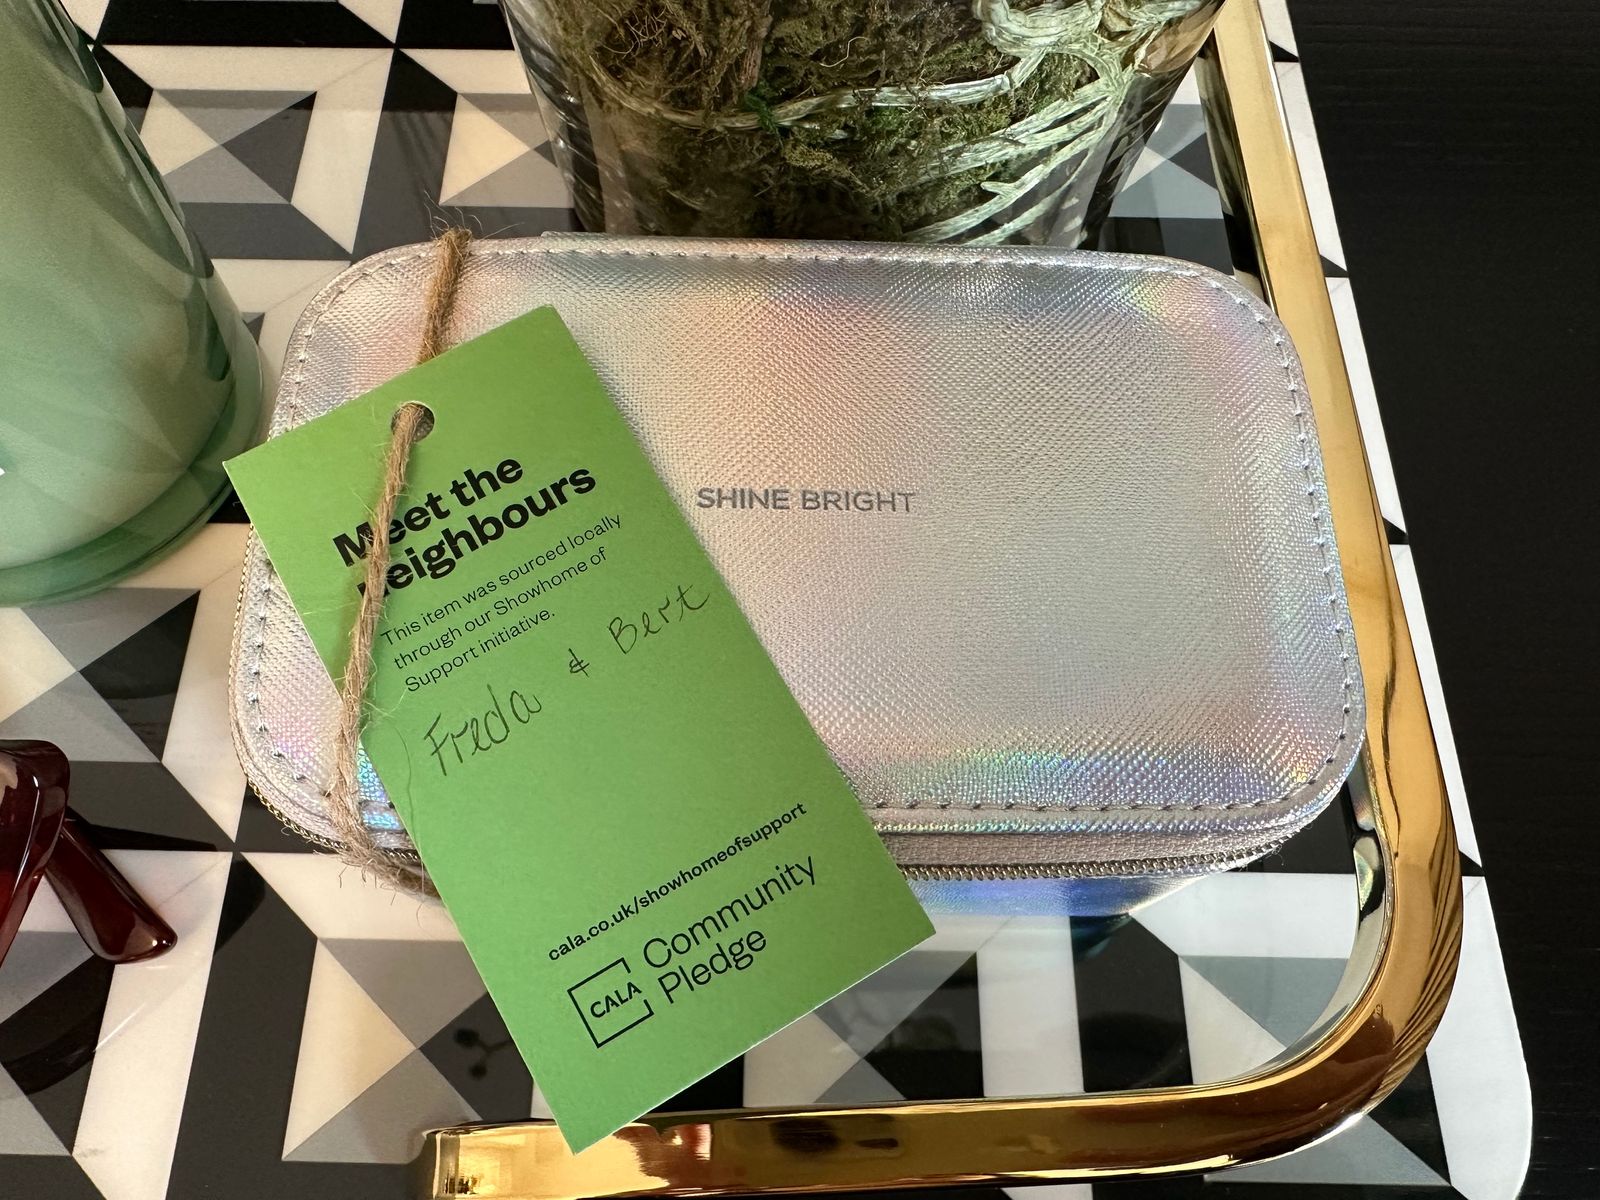 SHINE BRIGHT
Meet the
neighbours
This item was sourced locally
through our Showhome of
Support initiative.
Freda & Bert
cala.co.uk/showhomeofsupport
CALA
Community
Pledge